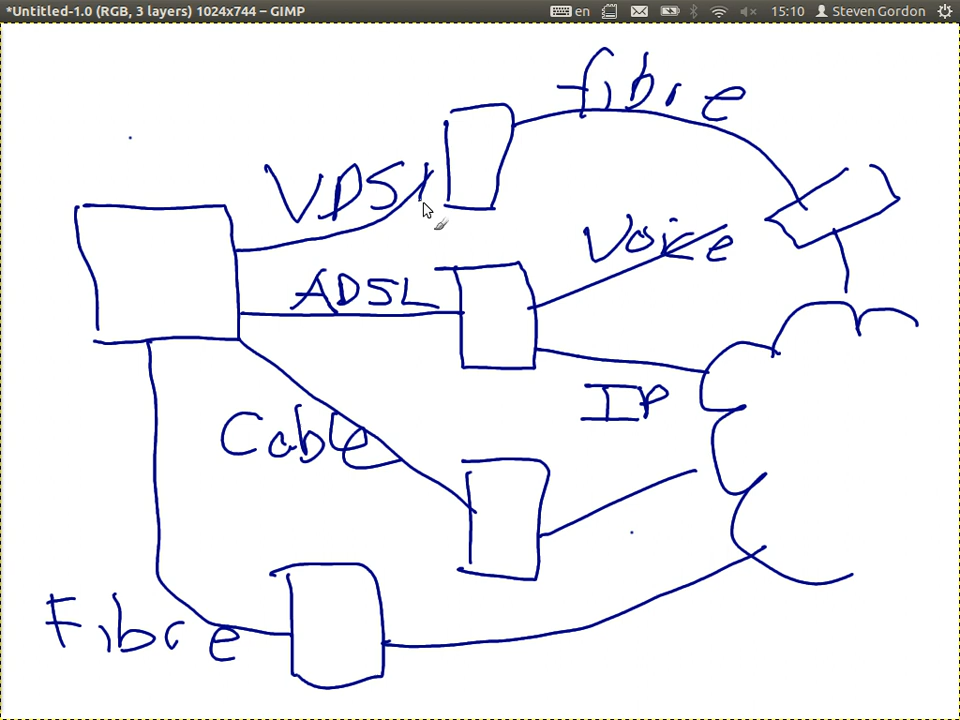 *Untitled-1.0 (RGB, 3 layers) 1024x744 – GIMP en 15:10 Steven Gordon
fibre
VDSL
Voice
ADSL
IP
Cable
Fibre